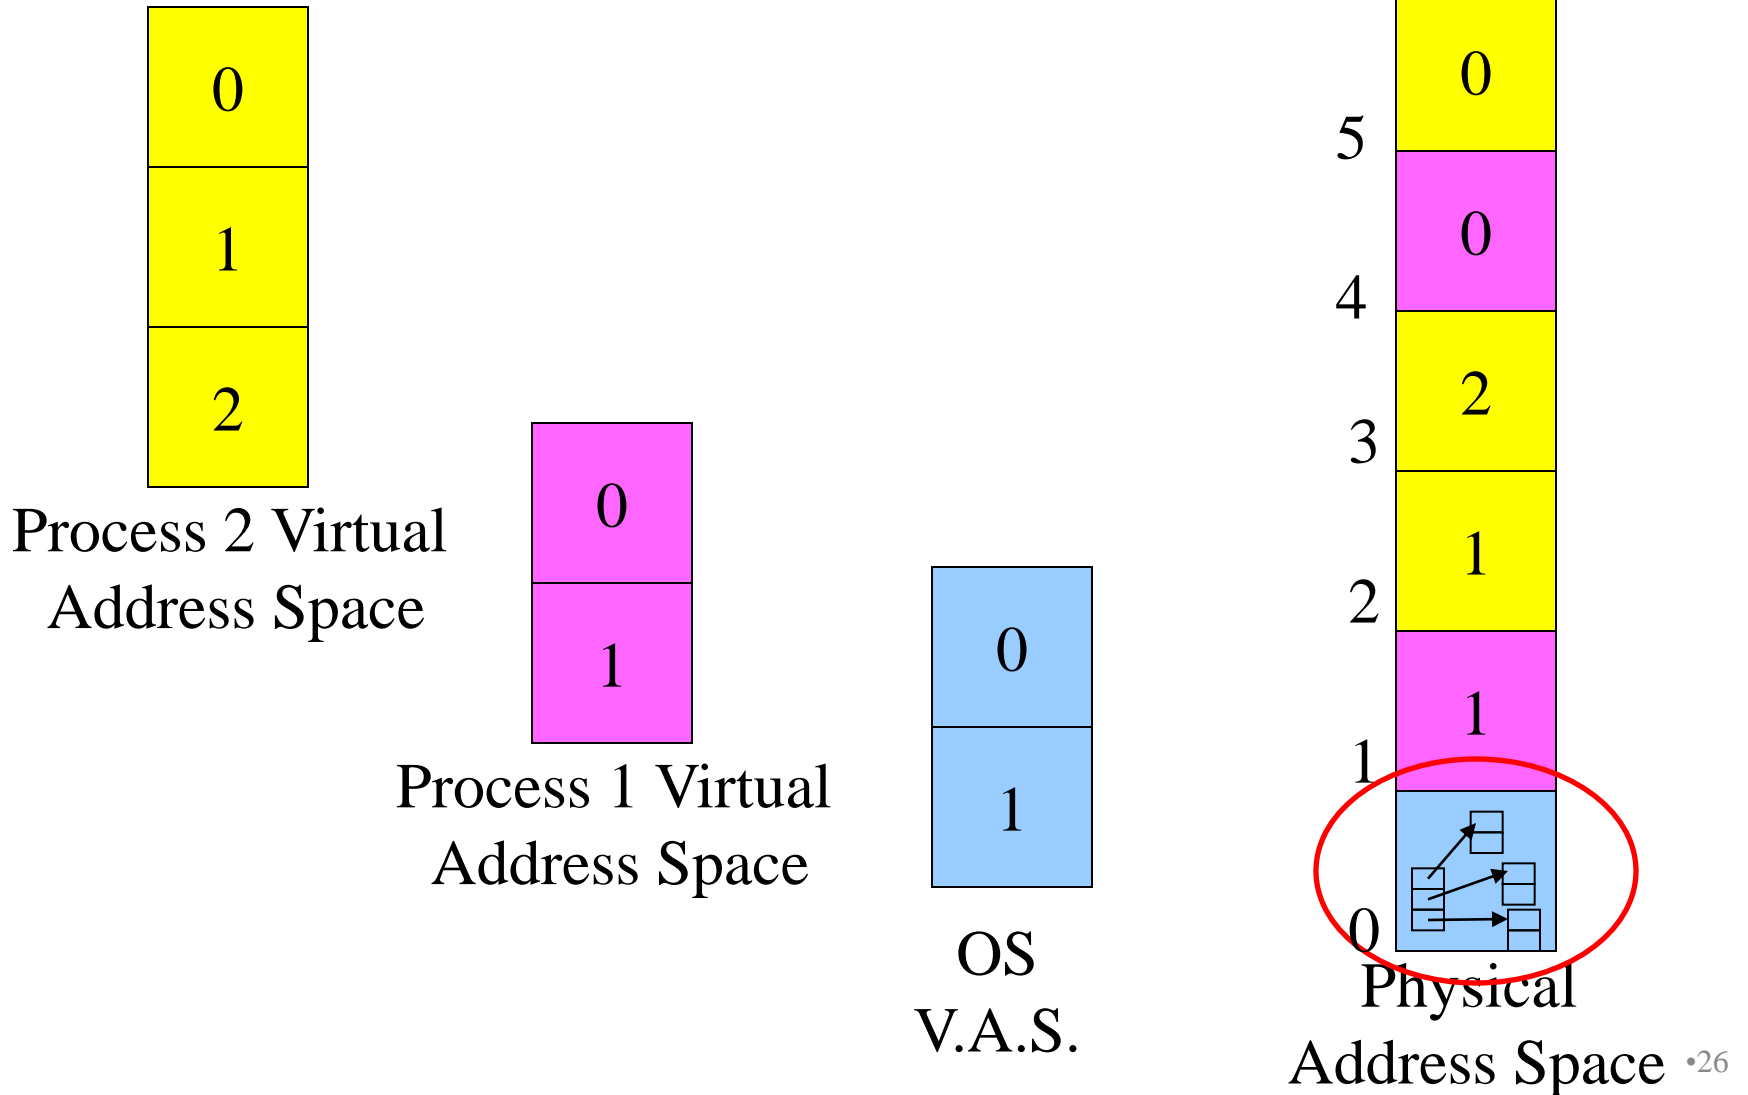 0
1
2
Process 2 Virtual
Address Space
0
1
Process 1 Virtual
Address Space
0
1
OS
V.A.S.
0
5
0
4
2
3
1
2
1
1
0
Physical
Address Space
•26